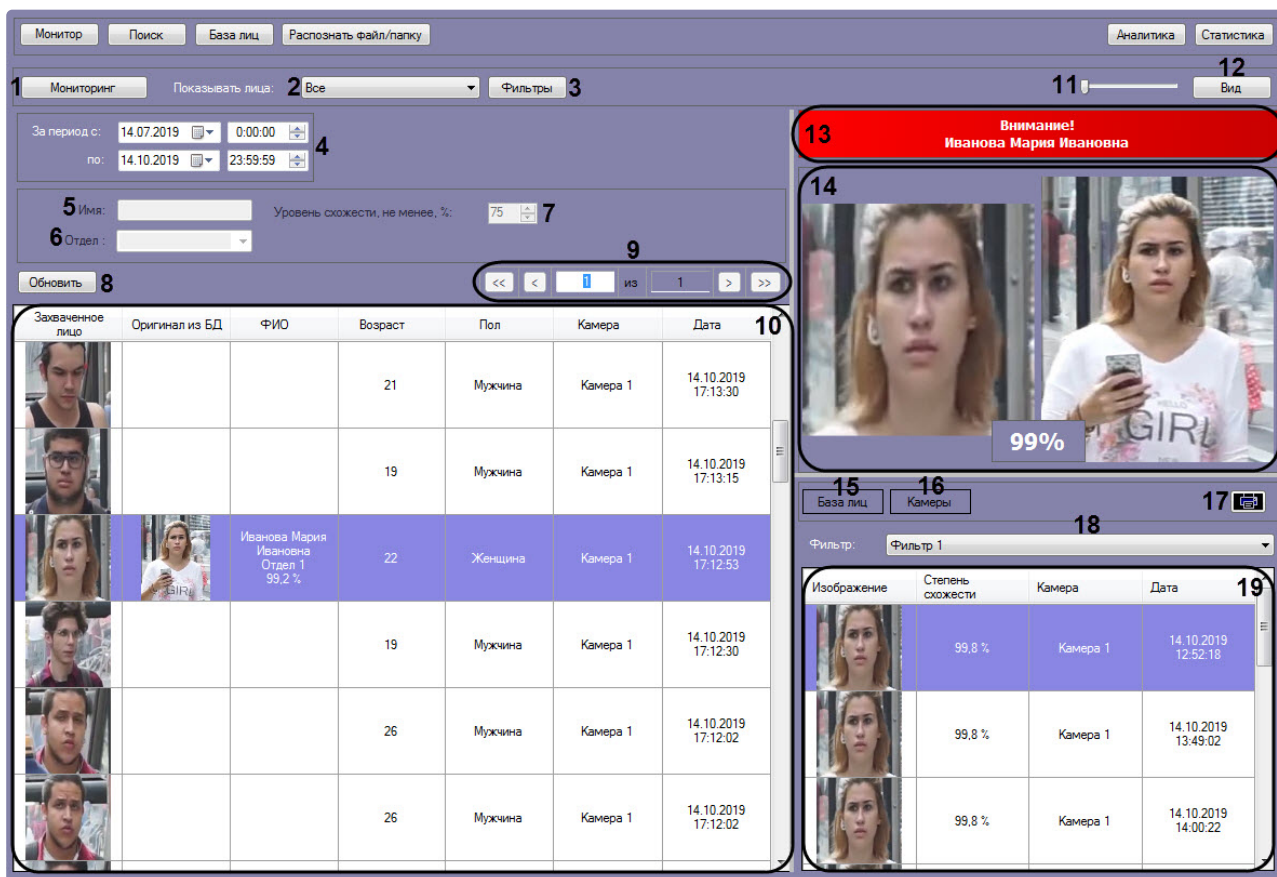 Монитор Поиск База лиц Распознать файл/папку Аналитика Статистика
12
1 Мониторинг Показывать лица: 2 Все Фильтры 3 11 Вид
За период с: 14.07.2019 0:00:00 4
по: 14.10.2019 23:59:59
13 Внимание!
Иванова Мария Ивановна
14
5 Имя: Уровень схожести, не менее, %: 75 7
6 Отдел :
9
Обновить 8 << < 1 из 1 > >>
Захваченное лицо Оригинал из БД ФИО Возраст Пол Камера Дата 10
21 Мужчина Камера 1 14.10.2019 17:13:30
19 Мужчина Камера 1 14.10.2019 17:13:15
Иванова Мария Ивановна Отдел 1 99,2 % 22 Женщина Камера 1 14.10.2019 17:12:53
GIRL
19 Мужчина Камера 1 14.10.2019 17:12:30
26 Мужчина Камера 1 14.10.2019 17:12:02
26 Мужчина Камера 1 14.10.2019 17:12:02
HELLO
GIRL
99%
15 16
База лиц Камеры 17
18
Фильтр: Фильтр 1
Изображение Степень схожести Камера Дата 19
99,8 % Камера 1 14.10.2019 12:52:18
99,8 % Камера 1 14.10.2019 13:49:02
99,8 % Камера 1 14.10.2019 14:00:22